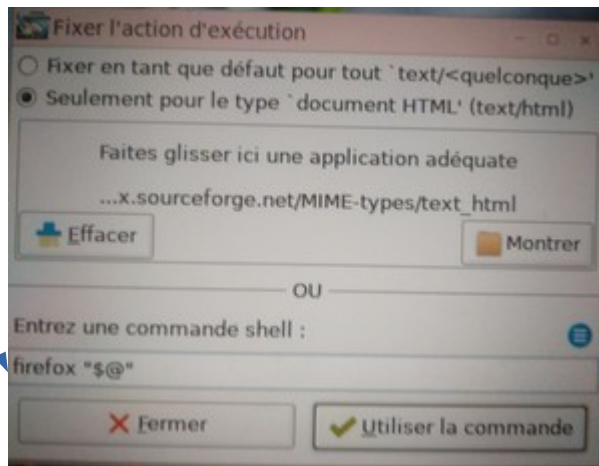 Fixer l'action d'exécution
Fixer en tant que défaut pour tout `text/<quelconque>'
Seulement pour le type `document HTML' (text/html)
Faites glisser ici une application adéquate
...x.sourceforge.net/MIME-types/text_html
Effacer
Montrer
OU
Entrez une commande shell :
firefox "$@"
Fermer
Utiliser la commande